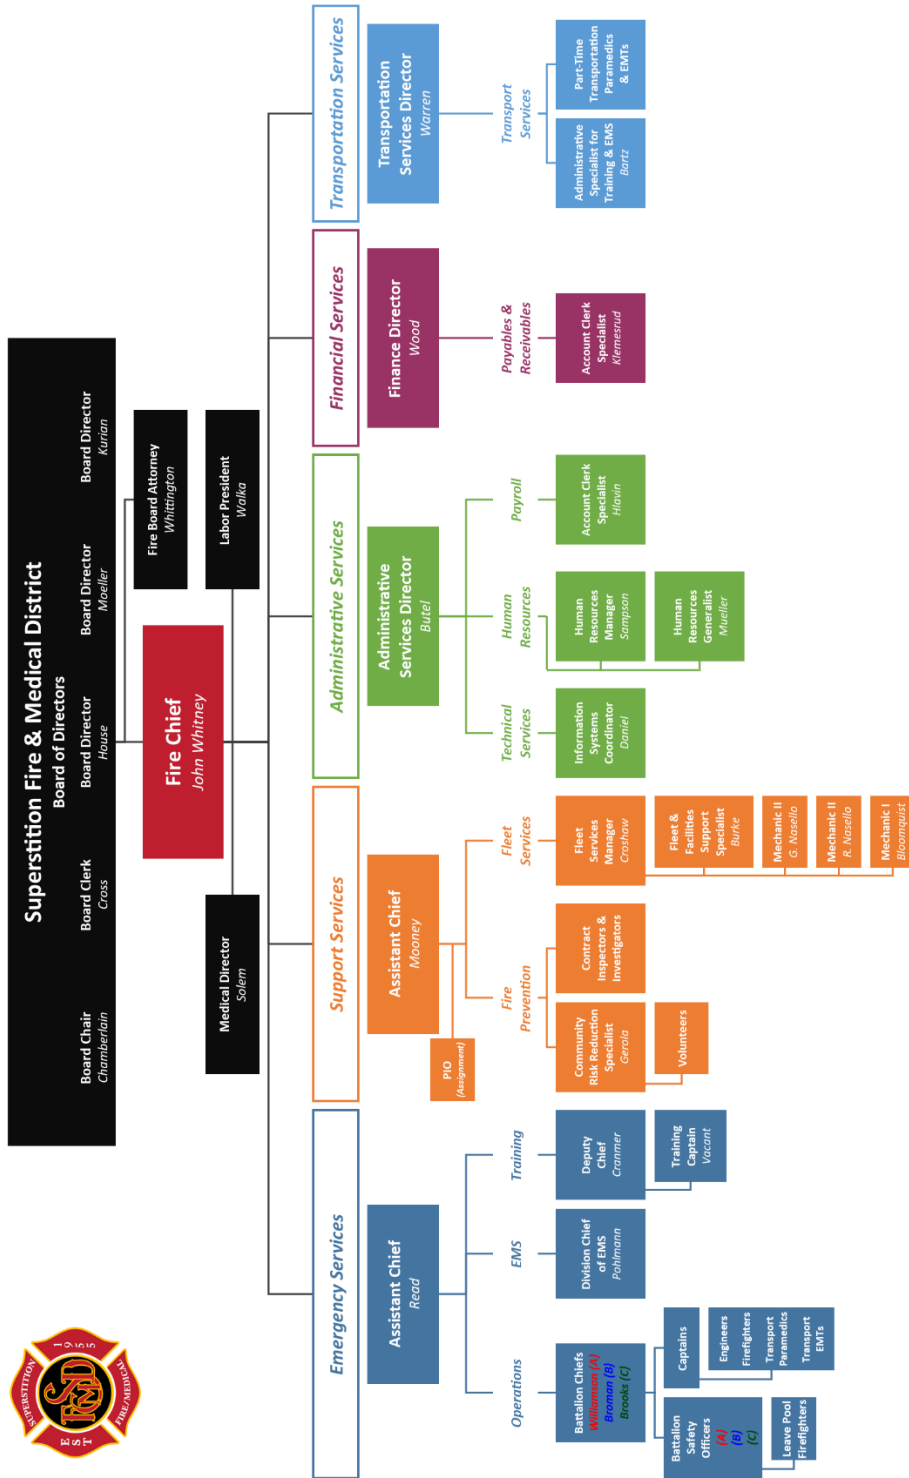 SUPERSTITION
EST
1955
SFMD
FIRE/MEDICAL
Superstition Fire & Medical District
Board of Directors
Board Chair
Chamberlain
Board Clerk
Cross
Board Director
House
Board Director
Moeller
Board Director
Kurian
Fire Chief
John Whitney
Fire Board Attorney
Whittington
Medical Director
Solem
Labor President
Walka
Emergency Services
Assistant Chief
Read
Operations
Battalion Chiefs
Williamson (A)
Broman (B)
Brooks (C)
Battalion
Safety
Officers
(A)
(B)
(C)
Leave Pool
Firefighters
Captains
Engineers
Firefighters
Transport
Paramedics
Transport
EMTs
EMS
Division Chief
of EMS
Pohlmann
Training
Deputy
Chief
Cranmer
Training
Captain
Vacant
Support Services
Assistant Chief
Mooney
PIO
(Assignment)
Fire
Prevention
Community
Risk Reduction
Specialist
Gerola
Volunteers
Contract
Inspectors &
Investigators
Fleet
Services
Fleet
Services
Manager
Croshaw
Fleet &
Facilities
Support
Specialist
Burke
Mechanic II
G. Nasello
Mechanic II
R. Nasello
Mechanic I
Bloomquist
Administrative Services
Administrative
Services Director
Butel
Technical
Services
Information
Systems
Coordinator
Daniel
Human
Resources
Human
Resources
Manager
Sampson
Human
Resources
Generalist
Mueller
Payroll
Account Clerk
Specialist
Hlavin
Financial Services
Finance Director
Wood
Payables &
Receivables
Account Clerk
Specialist
Klemesrud
Transportation Services
Transportation
Services Director
Warren
Transport
Services
Administrative
Specialist for
Training & EMS
Bartz
Part-Time
Transportation
Paramedics
& EMTs